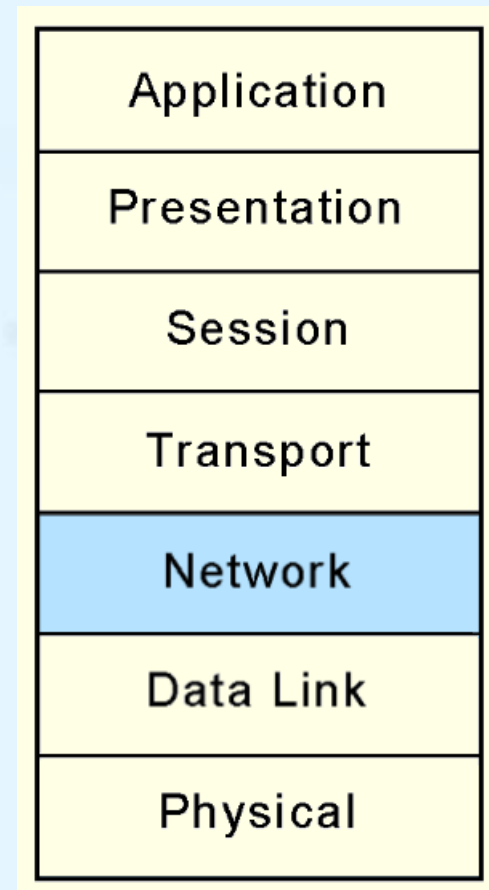 Application
Presentation
Session
Transport
Network
Data Link
Physical